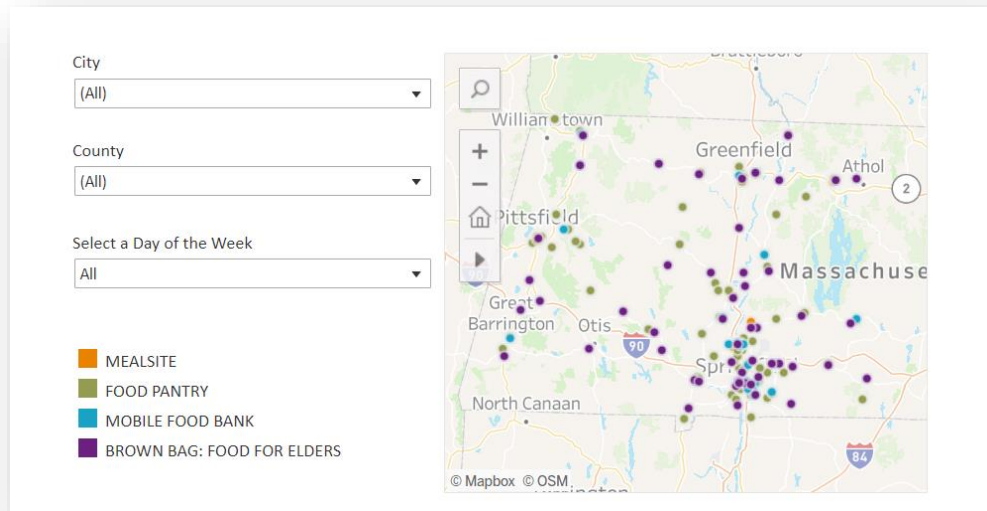 City
(All)
County
(All)
Select a Day of the Week
All
MEALSITE
FOOD PANTRY
MOBILE FOOD BANK
BROWN BAG: FOOD FOR ELDERS
Brattleboro
Williamstown
Greenfield
Athol
2
Pittsfield
Massachuse
Great
Barrington
Otis
90
North Canaan
84
© Mapbox © OSM